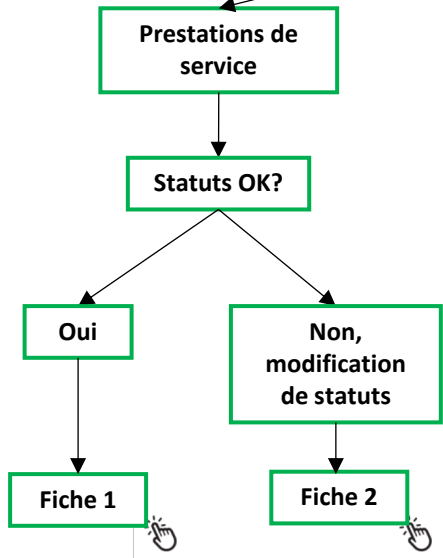 Prestations de
service
Statuts OK?
Oui
Non,
modification
de statuts
Fiche 1
Fiche 2